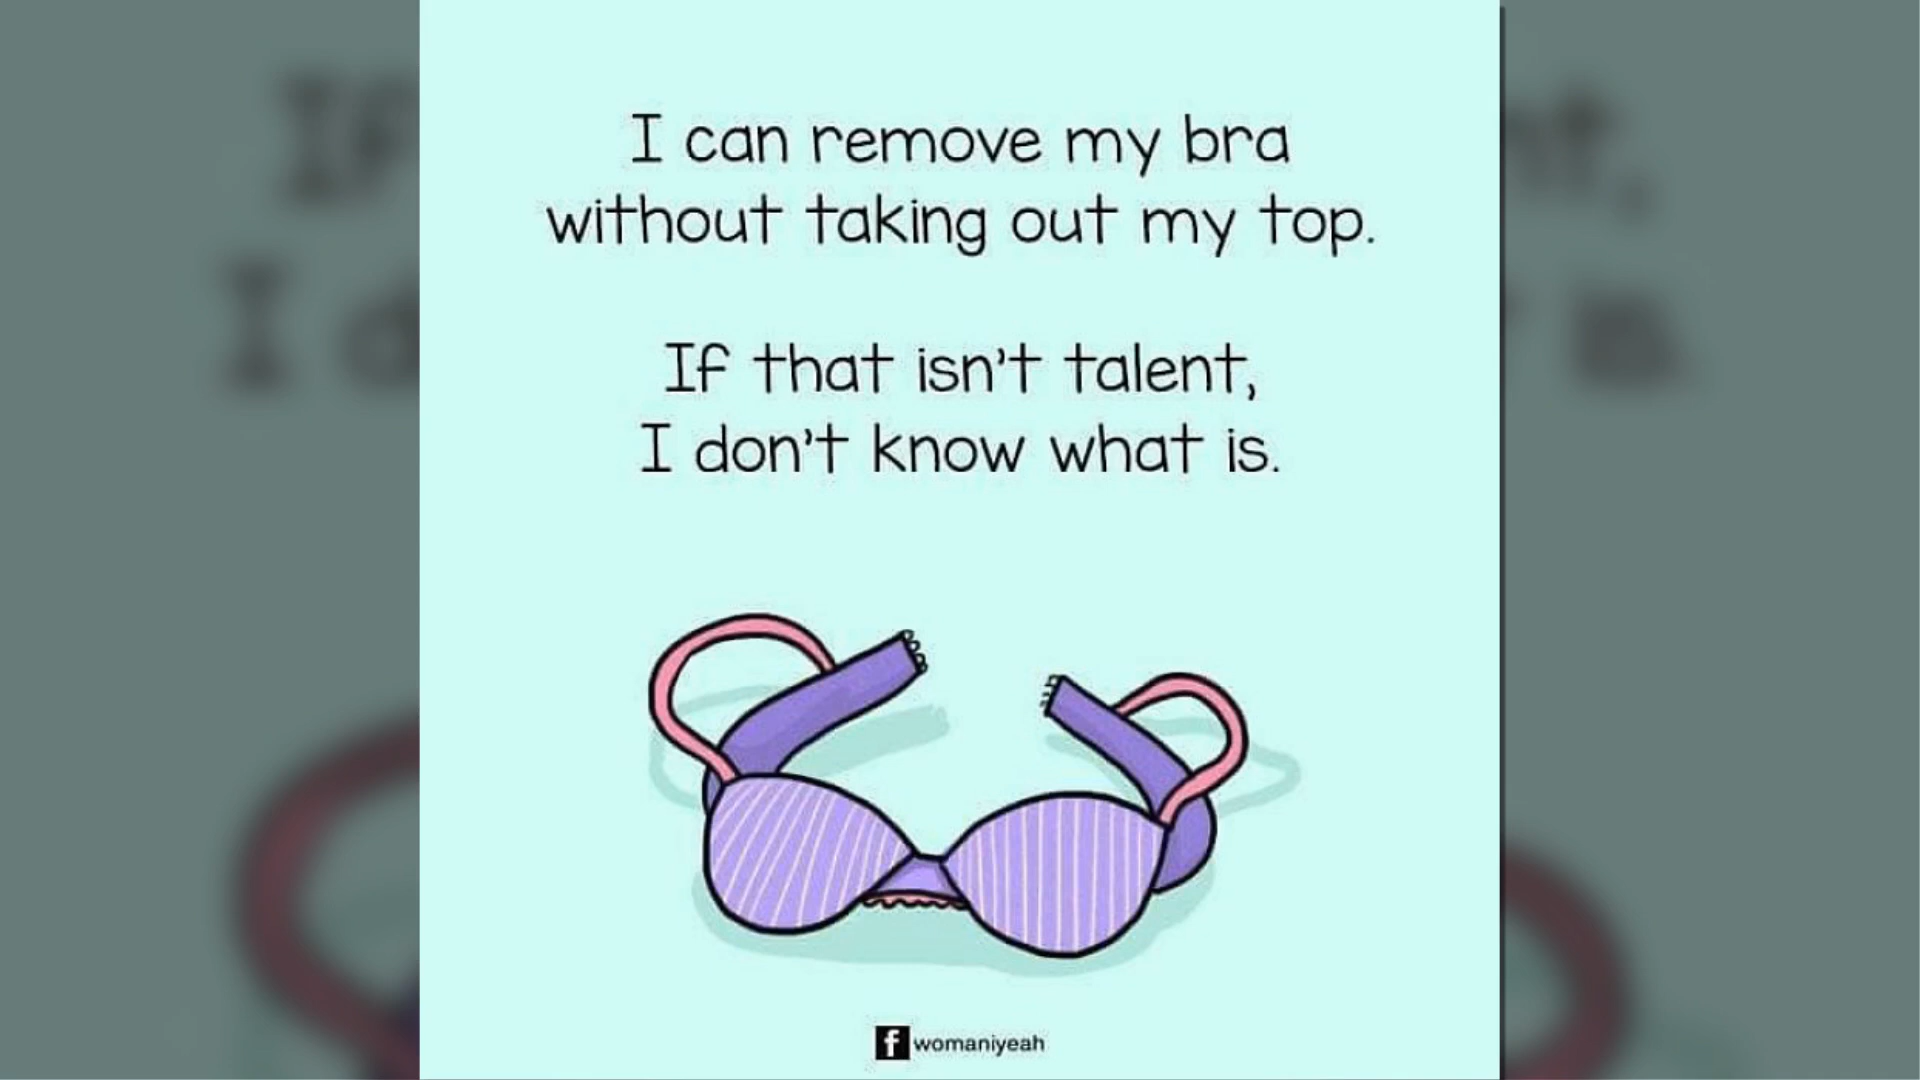 I can remove my bra
without taking out my top.
If that isn't talent,
I don't know what is.
f womaniyeah